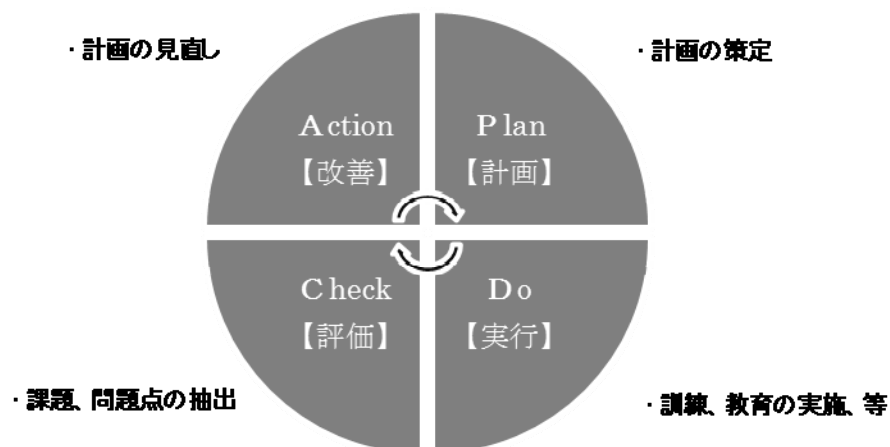 ・計画の見直し
・計画の策定
Action
【改善】
Plan
【計画】
Check
【評価】
Do
【実行】
・課題、問題点の抽出
・訓練、教育の実施、等